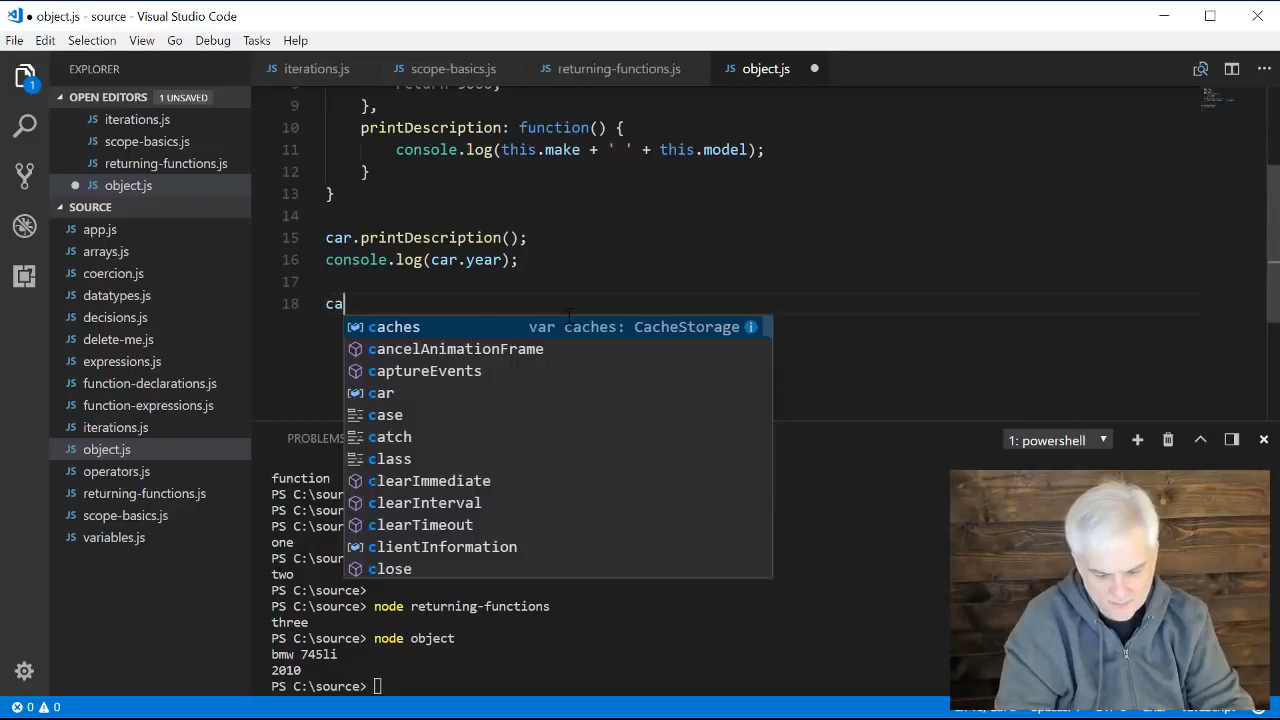 object.js - source - Visual Studio Code
File Edit Selection View Go Debug Tasks Help
EXPLORER
iterations.js scope-basics.js returning-functions.js object.js
OPEN EDITORS 1 UNSAVED
iterations.js
scope-basics.js
returning-functions.js
object.js
SOURCE
app.js
arrays.js
coercion.js
datatypes.js
decisions.js
delete-me.js
expressions.js
function-declarations.js
function-expressions.js
iterations.js
object.js
operators.js
returning-functions.js
scope-basics.js
variables.js
9 },
10 printDescription: function() {
11 console.log(this.make + ' ' + this.model);
12 }
13 }
14
15 car.printDescription();
16 console.log(car.year);
17
18 ca
caches var caches: CacheStorage
cancelAnimationFrame
captureEvents
car
case
catch
class
clearImmediate
clearInterval
clearTimeout
clientInformation
close
PROBLEMS 1: powershell
function
PS C:\sour
PS C:\sour
PS C:\sour
one
PS C:\sour
two
PS C:\source>
PS C:\source> node returning-functions
three
PS C:\source> node object
bmw 745li
2010
PS C:\source>
0 0
1